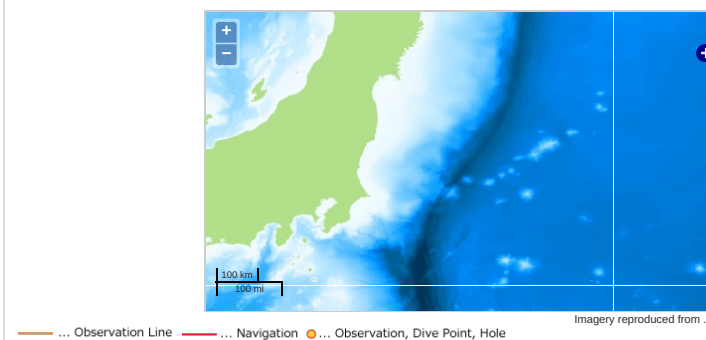 +
−
100 km
100 mi
Imagery reproduced from .
... Observation Line ... Navigation ... Observation, Dive Point, Hole